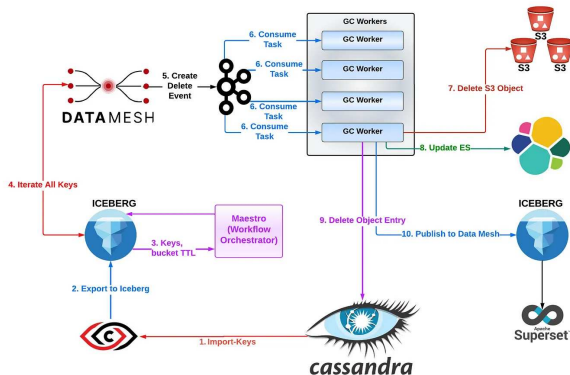 GC Workers
GC Worker
GC Worker
GC Worker
GC Worker
6. Consume
Task
6. Consume
Task
6. Consume
Task
6. Consume
Task
S3
S3
S3
5. Create
Delete
Event
DATA MESH
7. Delete S3 Object
8. Update ES
4. Iterate All Keys
ICEBERG
Maestro
(Workflow
Orchestrator)
3. Keys,
bucket TTL
9. Delete Object Entry
10. Publish to Data Mesh
ICEBERG
2. Export to Iceberg
C
1. Import-Keys
cassandra
Apache
Superset